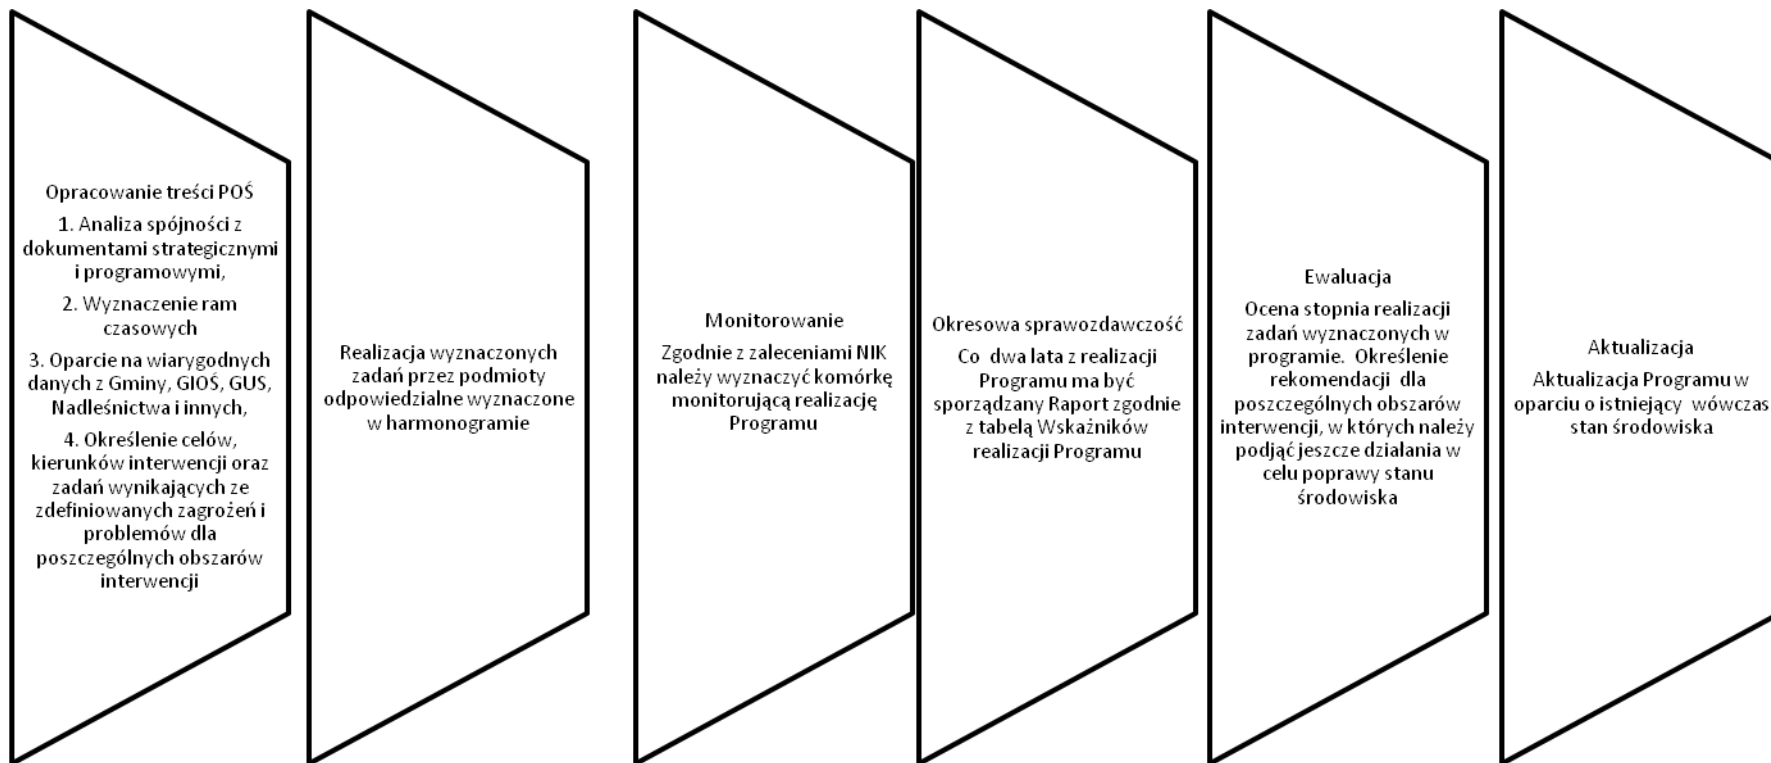 Opracowanie treści POŚ
1. Analiza spójności z
dokumentami strategicznymi
i programowymi,
2. Wyznaczenie ram
czasowych
3. Oparcie na wiarygodnych
danych z Gminy, GIOŚ, GUS,
Nadleśnictwa i innych,
4. Określenie celów,
kierunków interwencji oraz
zadań wynikających ze
zdefiniowanych zagrożeń i
problemów dla
poszczególnych obszarów
interwencji
Realizacja wyznaczonych
zadań przez podmioty
odpowiedzialne wyznaczone
w harmonogramie
Monitorowanie
Zgodnie z zaleceniami NIK
należy wyznaczyć komórkę
monitorującą realizację
Programu
Okresowa sprawozdawczość
Co dwa lata z realizacji
Programu ma być
sporządzany Raport zgodnie
z tabelą Wskaźników
realizacji Programu
Ewaluacja
Ocena stopnia realizacji
zadań wyznaczonych w
programie. Określenie
rekomendacji dla
poszczególnych obszarów
interwencji, w których należy
podjąć jeszcze działania w
celu poprawy stanu
środowiska
Aktualizacja
Aktualizacja Programu w
oparciu o istniejący wówczas
stan środowiska